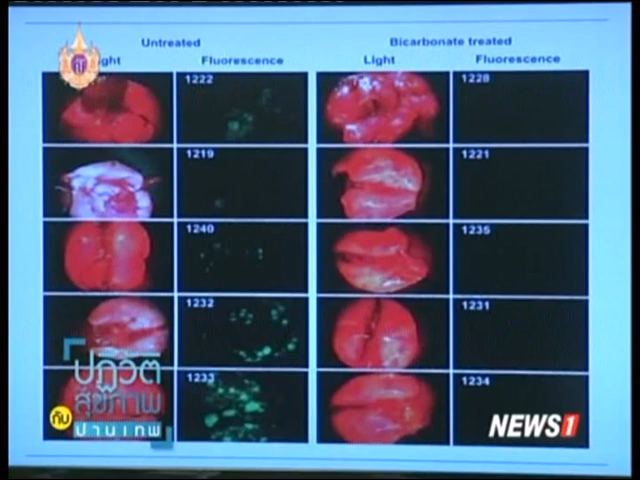 Untreated
Bicarbonate treated
Light
Fluorescence
Light
Fluorescence
1222
1228
1219
1221
1240
1235
1232
1231
1233
1234
ปฏิวัติ
สุขภาพ
กับ
ปานเทพ
NEWS1